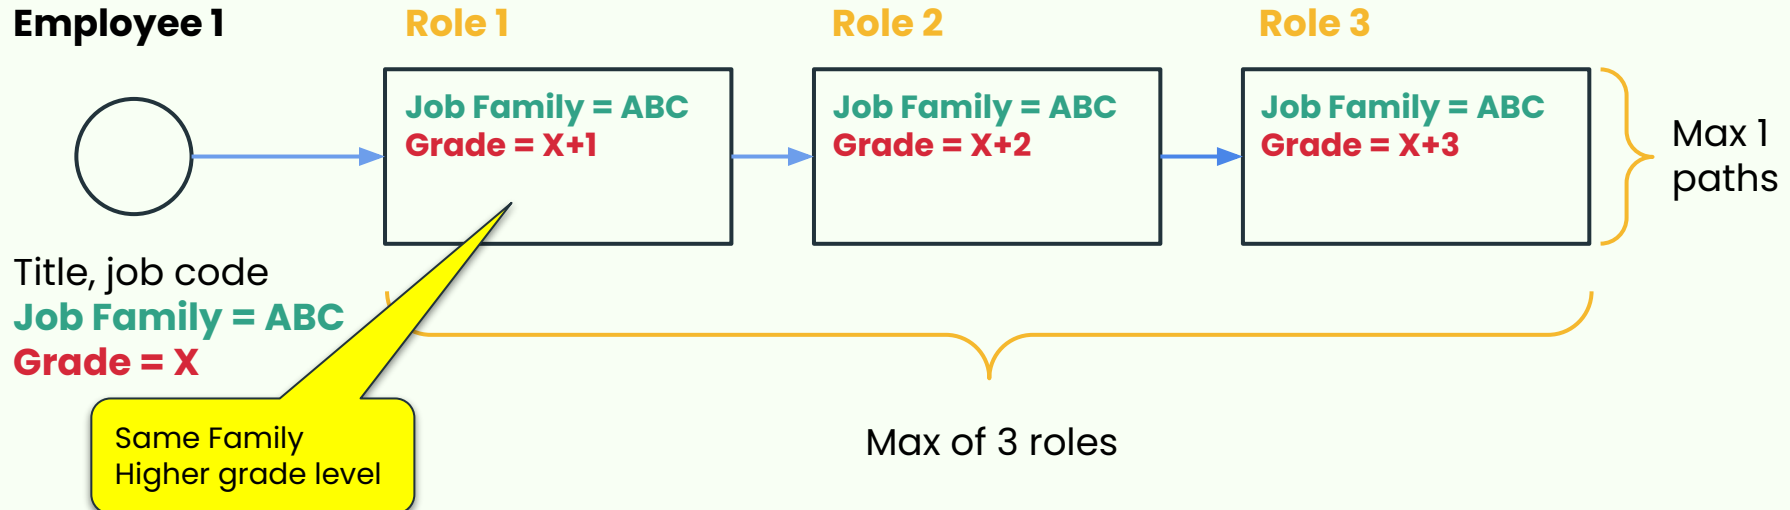 Employee 1
Role 1
Role 2
Role 3
Job Family = ABC
Grade = X+1
Job Family = ABC
Grade = X+2
Job Family = ABC
Grade = X+3
Max 1
paths
Title, job code
Job Family = ABC
Grade = X
Same Family
Higher grade level
Max of 3 roles